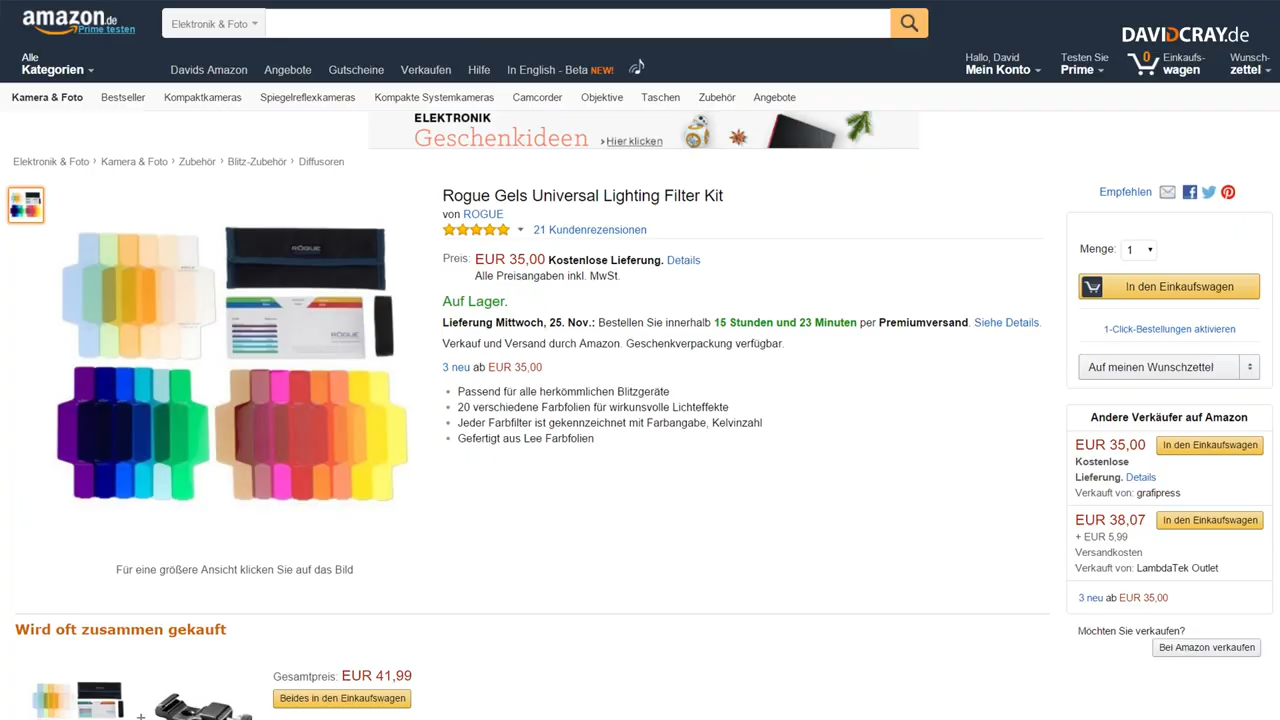 amazon.de
Prime testen
Elektronik & Foto
DAVIDCRAY.de
Alle
Kategorien
Davids Amazon
Angebote
Gutscheine
Verkaufen
Hilfe
In English - Beta NEW!
Hallo, David
Mein Konto
Testen Sie
Prime
0
Einkaufs-
wagen
Wunsch-
zettel
Kamera & Foto
Bestseller
Kompaktkameras
Spiegelreflexkameras
Kompakte Systemkameras
Camcorder
Objektive
Taschen
Zubehör
Angebote
ELEKTRONIK
Geschenkideen
› Hier klicken
Elektronik & Foto › Kamera & Foto › Zubehör › Blitz-Zubehör › Diffusoren
Rogue Gels Universal Lighting Filter Kit
von ROGUE
21 Kundenrezensionen
Preis: EUR 35,00 Kostenlose Lieferung. Details
Alle Preisangaben inkl. MwSt.
Auf Lager.
Lieferung Mittwoch, 25. Nov.: Bestellen Sie innerhalb 15 Stunden und 23 Minuten per Premiumversand. Siehe Details.
Verkauf und Versand durch Amazon. Geschenkverpackung verfügbar.
3 neu ab EUR 35,00
• Passend für alle herkömmlichen Blitzgeräte
• 20 verschiedene Farbfolien für wirkunsvolle Lichteffekte
• Jeder Farbfilter ist gekennzeichnet mit Farbangabe, Kelvinzahl
• Gefertigt aus Lee Farbfolien
ROGUE
ROGUE
Für eine größere Ansicht klicken Sie auf das Bild
Empfehlen
Menge: 1
In den Einkaufswagen
1-Click-Bestellungen aktivieren
Auf meinen Wunschzettel
Andere Verkäufer auf Amazon
EUR 35,00 In den Einkaufswagen
Kostenlose
Lieferung. Details
Verkauft von: grafipress
EUR 38,07 In den Einkaufswagen
+ EUR 5,99
Versandkosten
Verkauft von: LambdaTek Outlet
3 neu ab EUR 35,00
Möchten Sie verkaufen?
Bei Amazon verkaufen
Wird oft zusammen gekauft
Gesamtpreis: EUR 41,99
Beides in den Einkaufswagen
+